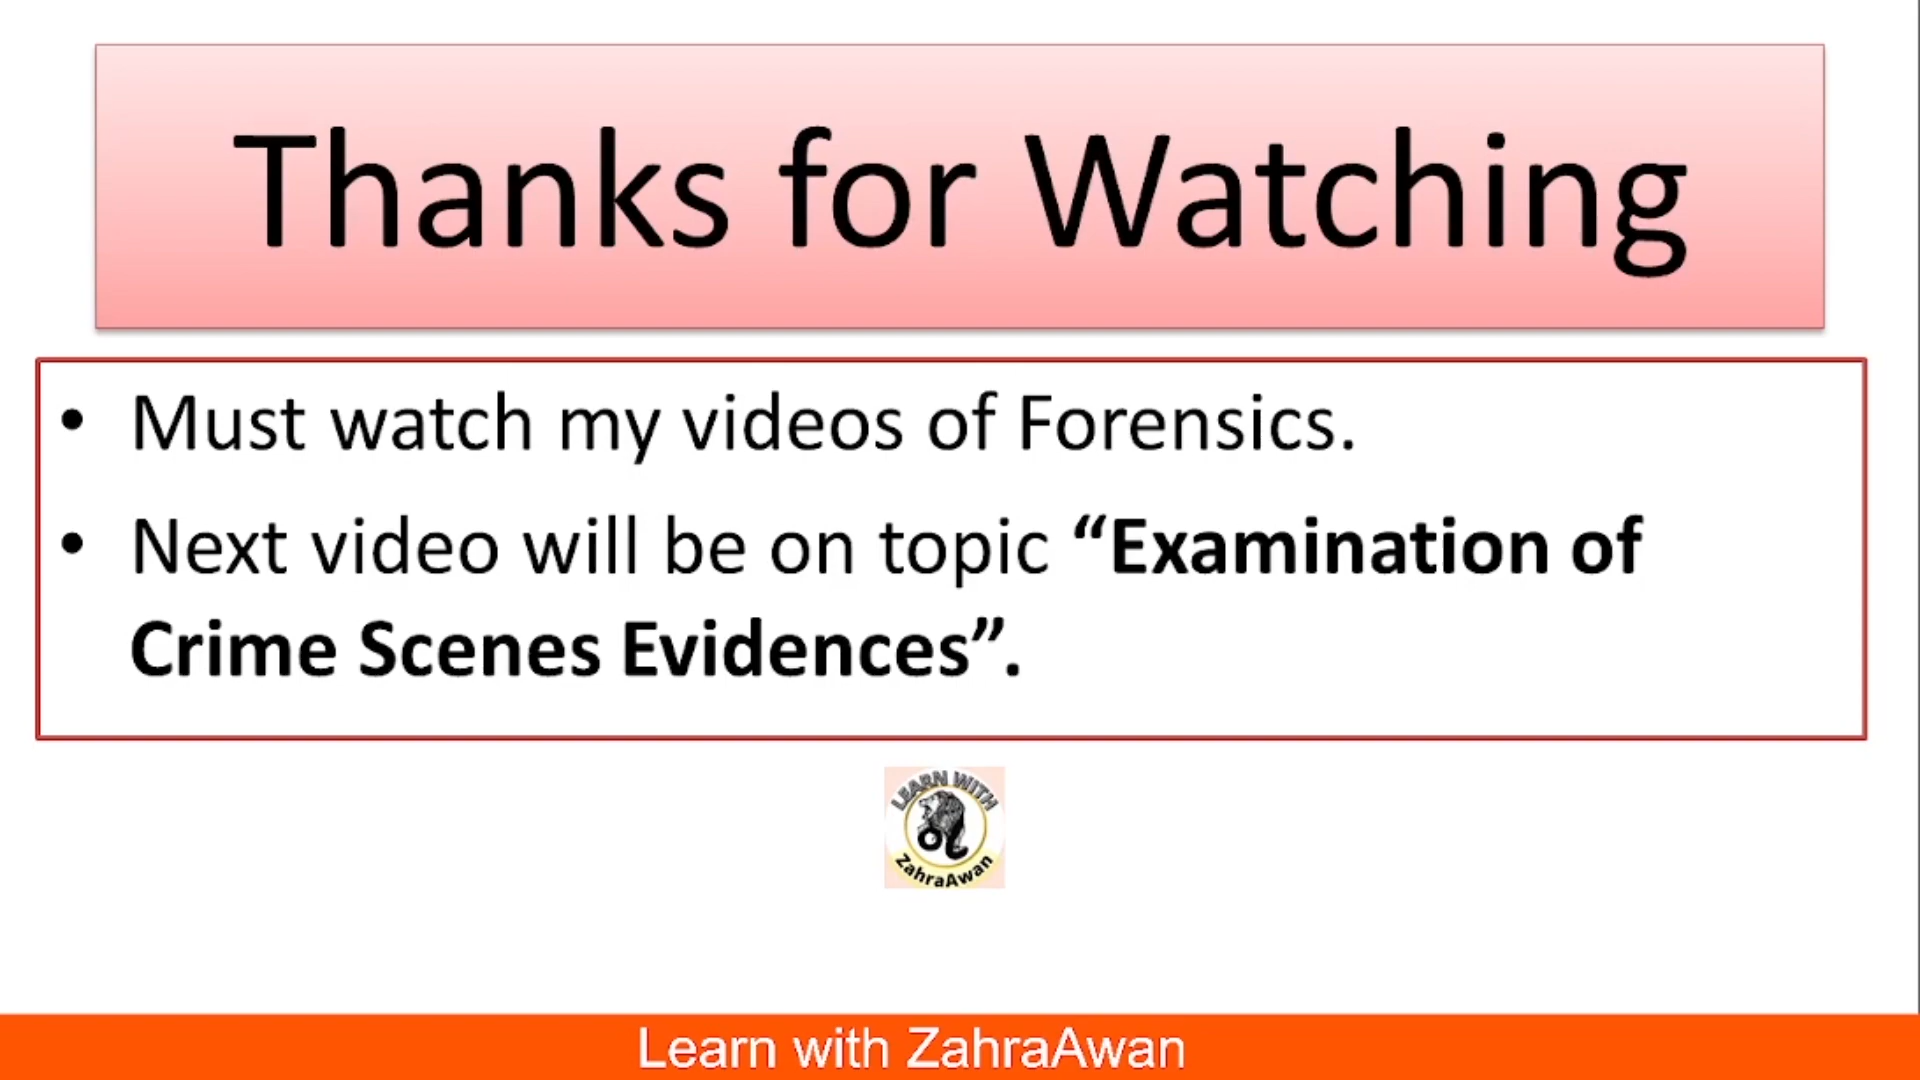 Thanks for Watching
• Must watch my videos of Forensics.
• Next video will be on topic “Examination of
Crime Scenes Evidences”.
LEARN WITH
ZahraAwan
Learn with ZahraAwan